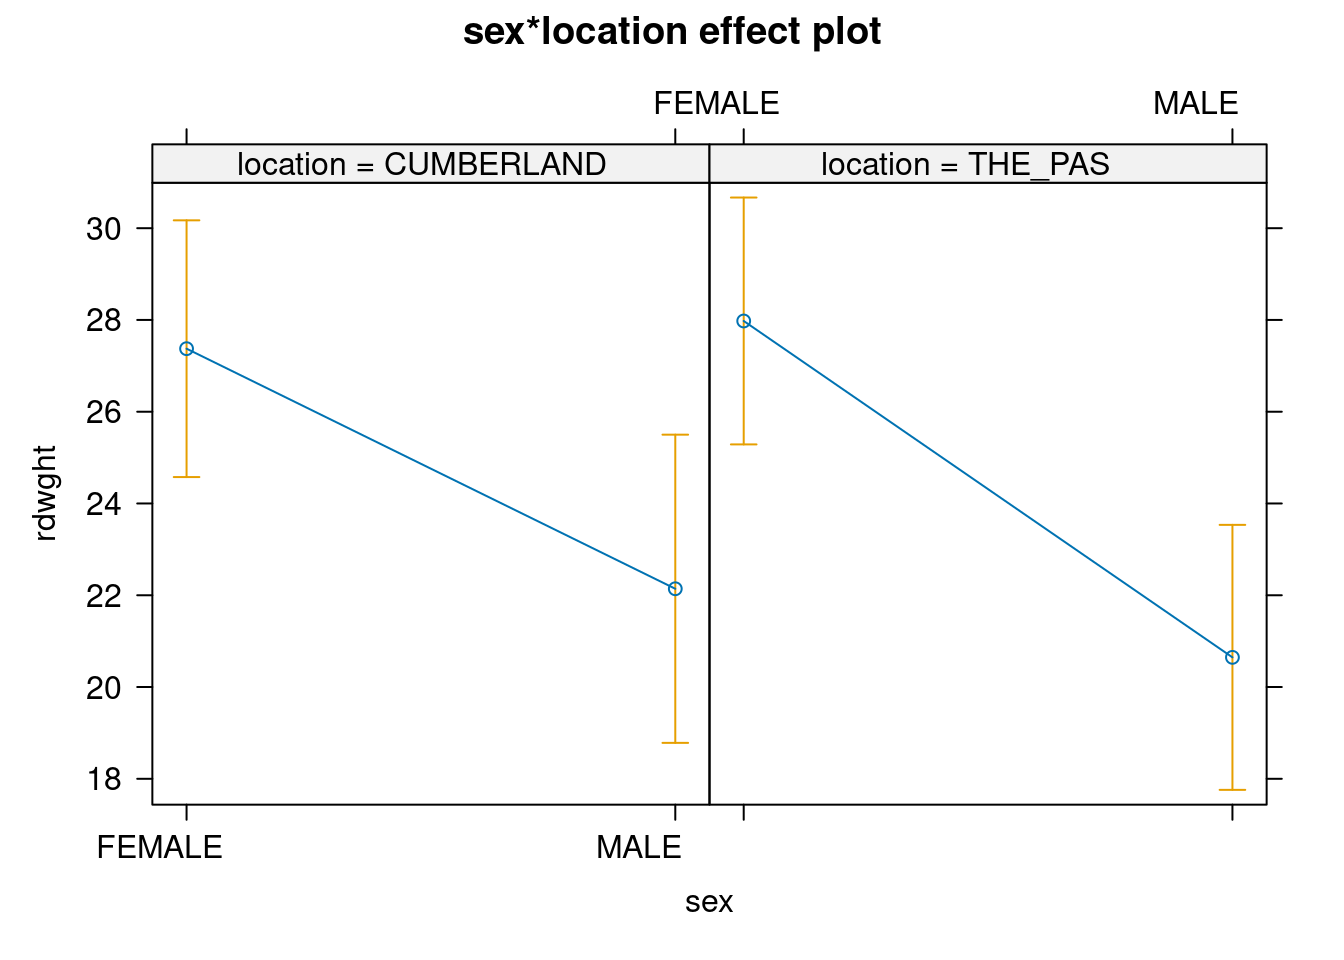 sex*location effect plot
FEMALE MALE
location = CUMBERLAND location = THE_PAS
30
28
26
24
22
20
18
rdwght
FEMALE MALE
sex